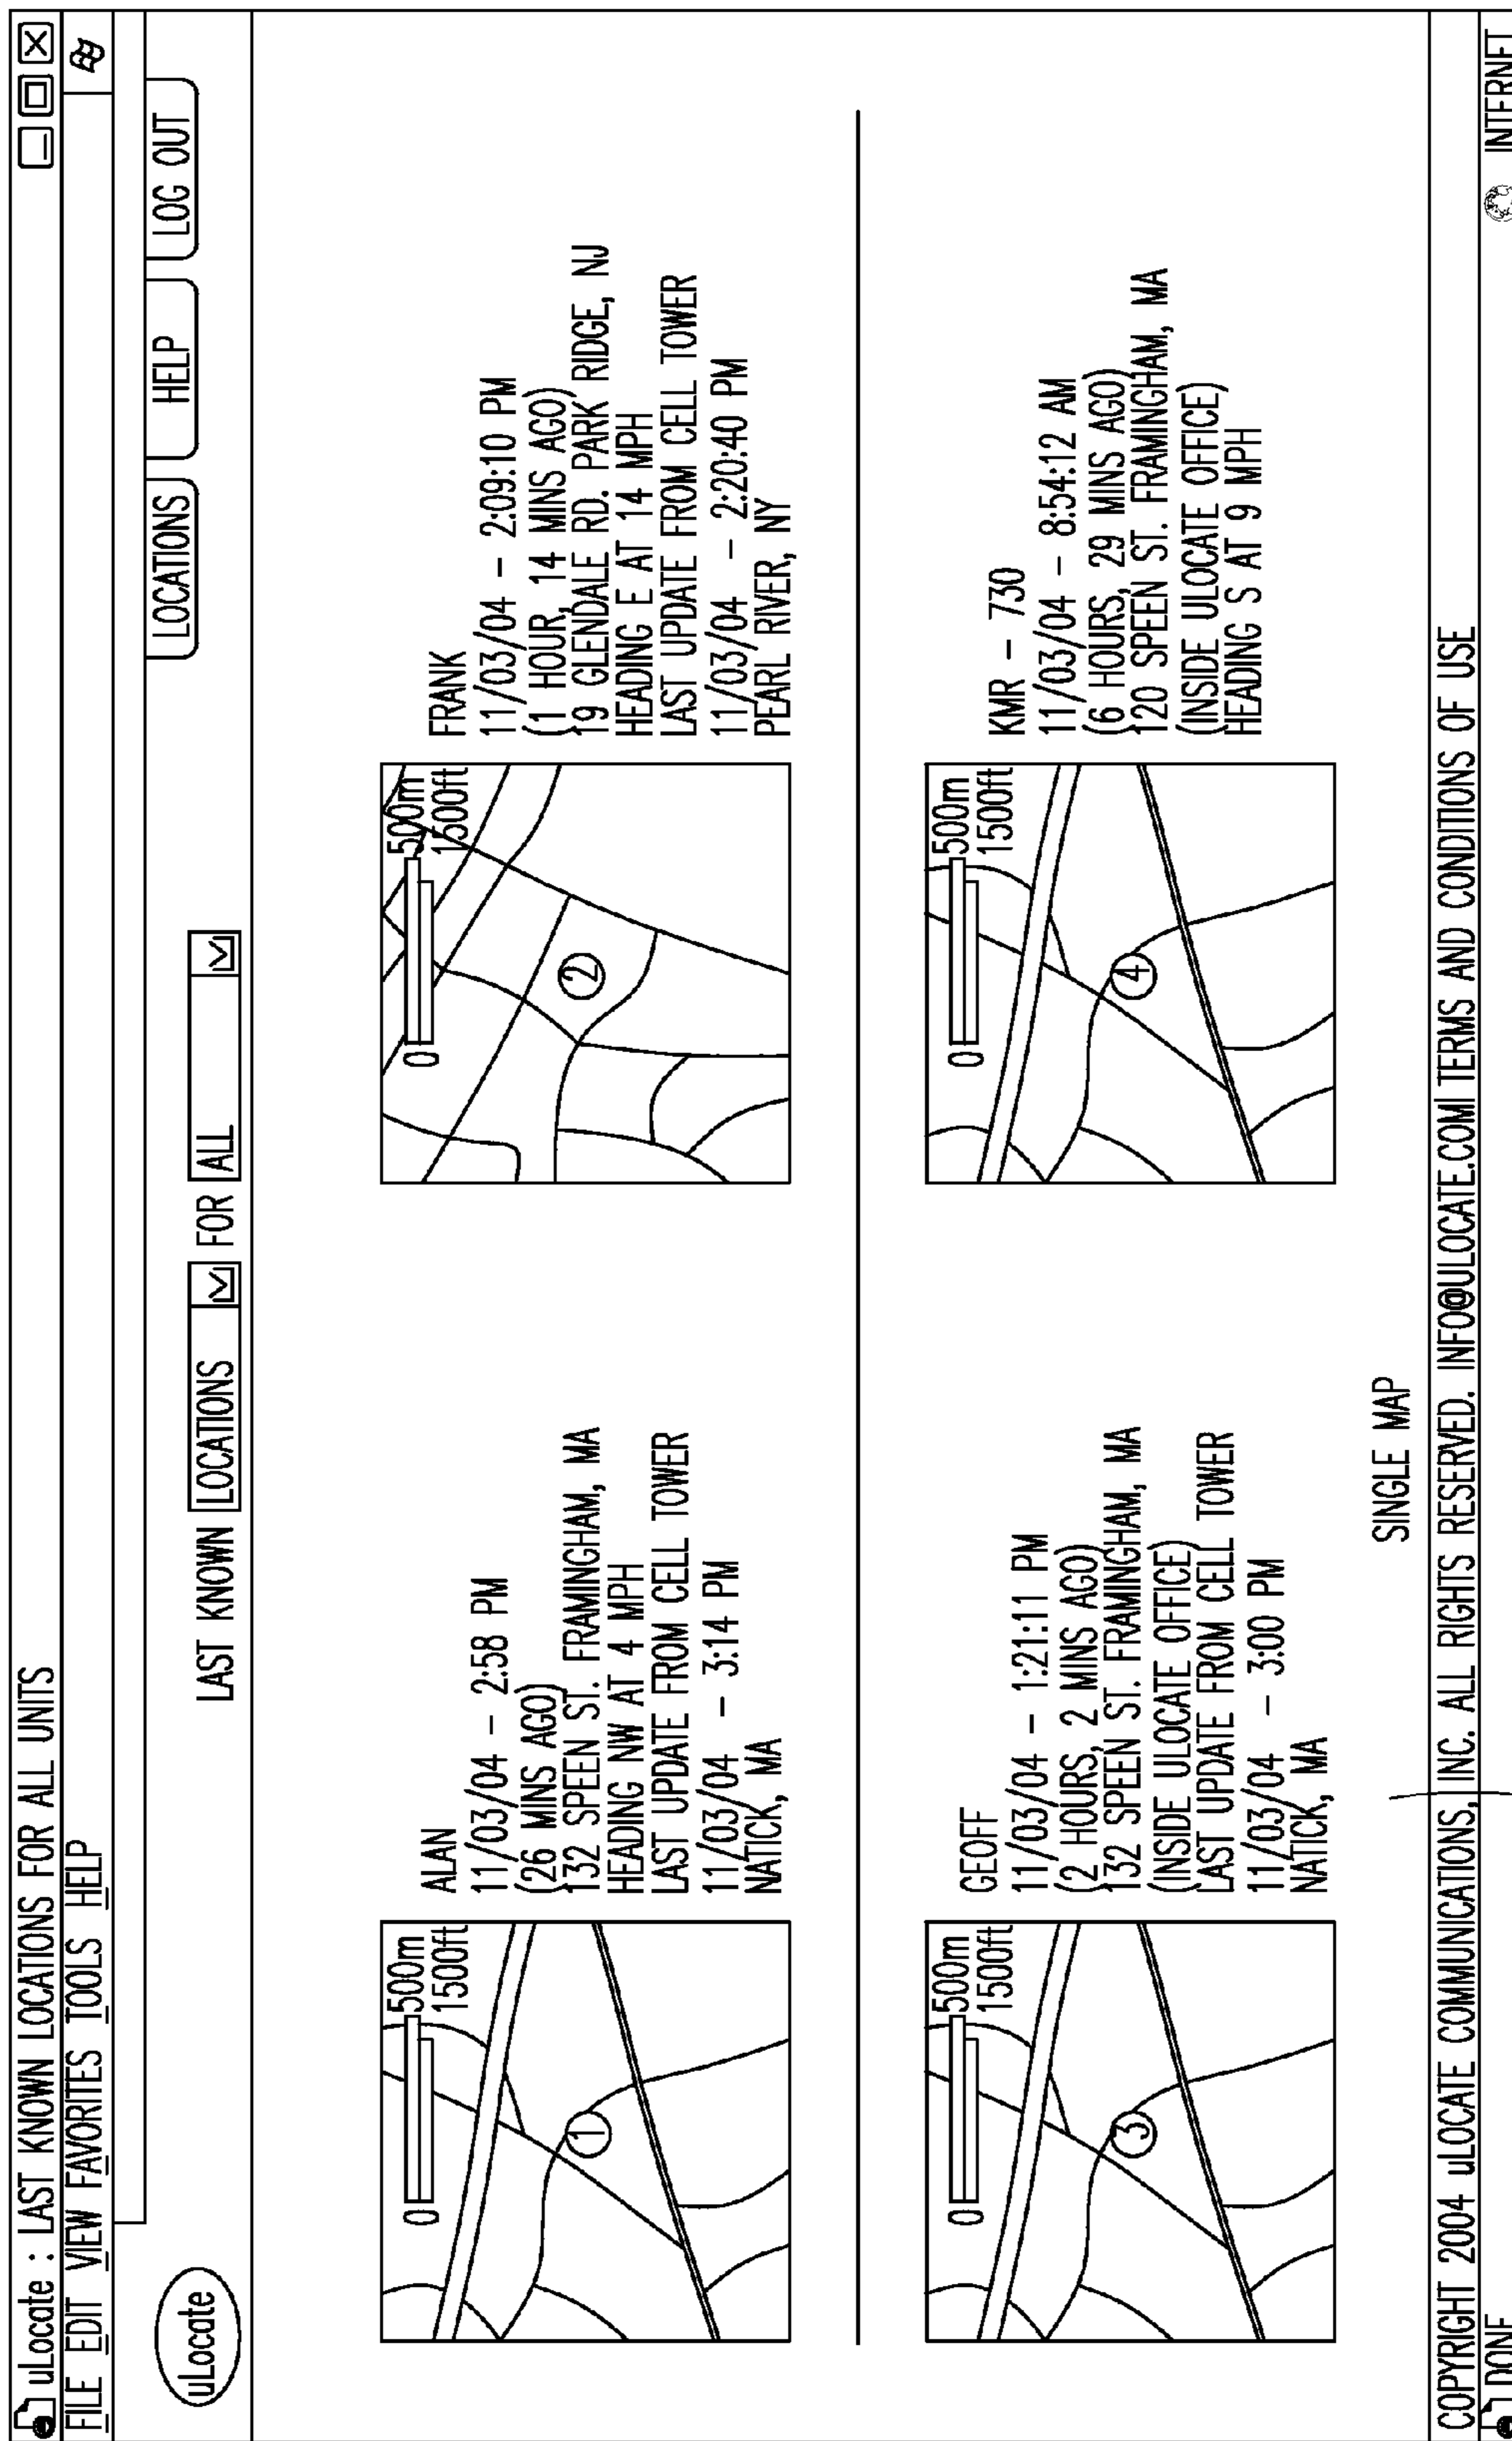 uLocate : LAST KNOWN LOCATIONS FOR ALL UNITS
FILE EDIT VIEW FAVORITES TOOLS HELP
uLocate
LOCATIONS HELP LOG OUT
LAST KNOWN LOCATIONS FOR ALL
0 500m
1500ft
1
ALAN
11/03/04 – 2:58 PM
(26 MINS AGO)
132 SPEEN ST. FRAMINGHAM, MA
HEADING NW AT 4 MPH
LAST UPDATE FROM CELL TOWER
11/03/04 – 3:14 PM
NATICK, MA
0 500m
1500ft
2
FRANK
11/03/04 – 2:09:10 PM
(1 HOUR, 14 MINS AGO)
19 GLENDALE RD. PARK RIDGE, NJ
HEADING E AT 14 MPH
LAST UPDATE FROM CELL TOWER
11/03/04 – 2:20:40 PM
PEARL RIVER, NY
0 500m
1500ft
3
GEOFF
11/03/04 – 1:21:11 PM
(2 HOURS, 2 MINS AGO)
132 SPEEN ST. FRAMINGHAM, MA
(INSIDE ULOCATE OFFICE)
LAST UPDATE FROM CELL TOWER
11/03/04 – 3:00 PM
NATICK, MA
0 500m
1500ft
4
KMR – 730
11/03/04 – 8:54:12 AM
(6 HOURS, 29 MINS AGO)
120 SPEEN ST. FRAMINGHAM, MA
(INSIDE ULOCATE OFFICE)
HEADING S AT 9 MPH
SINGLE MAP
COPYRIGHT 2004 uLOCATE COMMUNICATIONS, INC. ALL RIGHTS RESERVED. INFO@ULOCATE.COM| TERMS AND CONDITIONS OF USE
DONE INTERNET